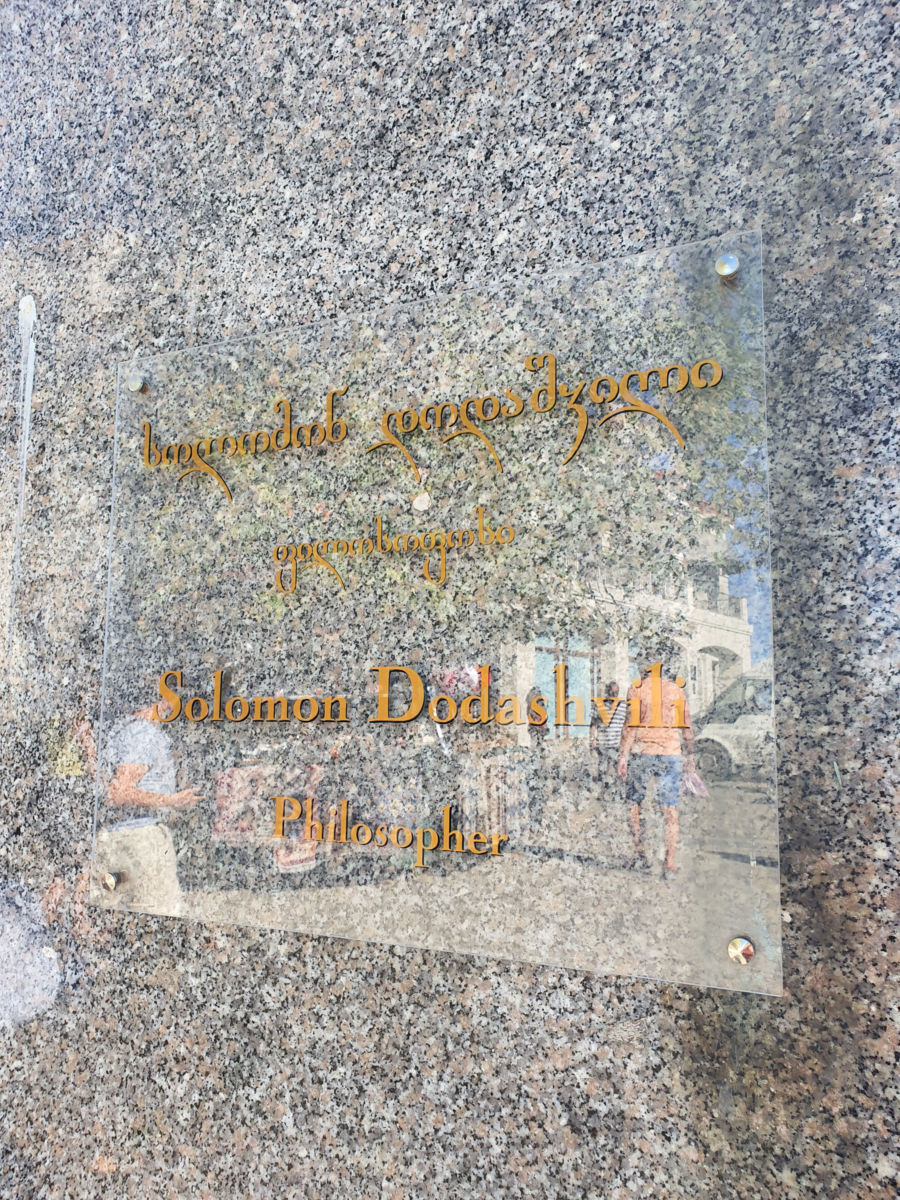 სოლომონ დოდაშვილი
ფილოსოფოსი
Solomon Dodashvili
Philosopher